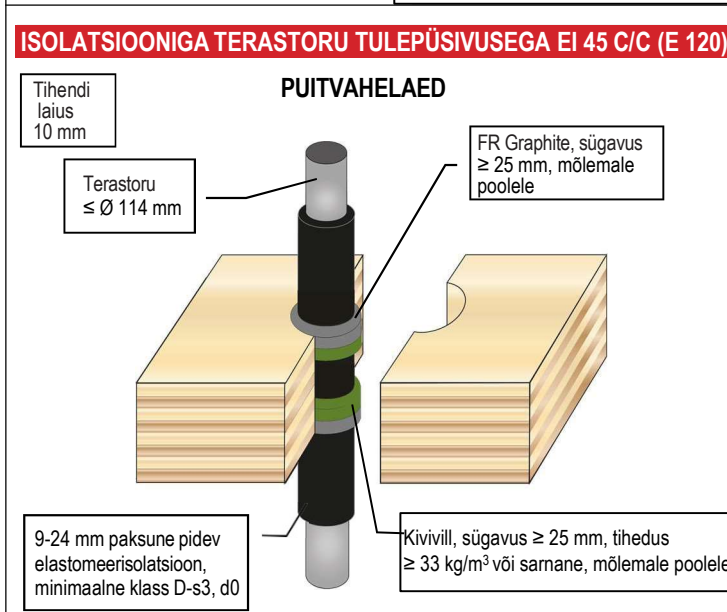 ISOLATSIOONIGA TERASTORU TULEPÜSIVUSEGA EI 45 C/C (E 120)
Tihendi
laius
10 mm
PUITVAHELAED
FR Graphite, sügavus
≥ 25 mm, mõlemale
poolele
Terastoru
≤ Ø 114 mm
9-24 mm paksune pidev
elastomeerisolatsioon,
minimaalne klass D-s3, d0
Kivivill, sügavus ≥ 25 mm, tihedus
≥ 33 kg/m³ või sarnane, mõlemale poolele